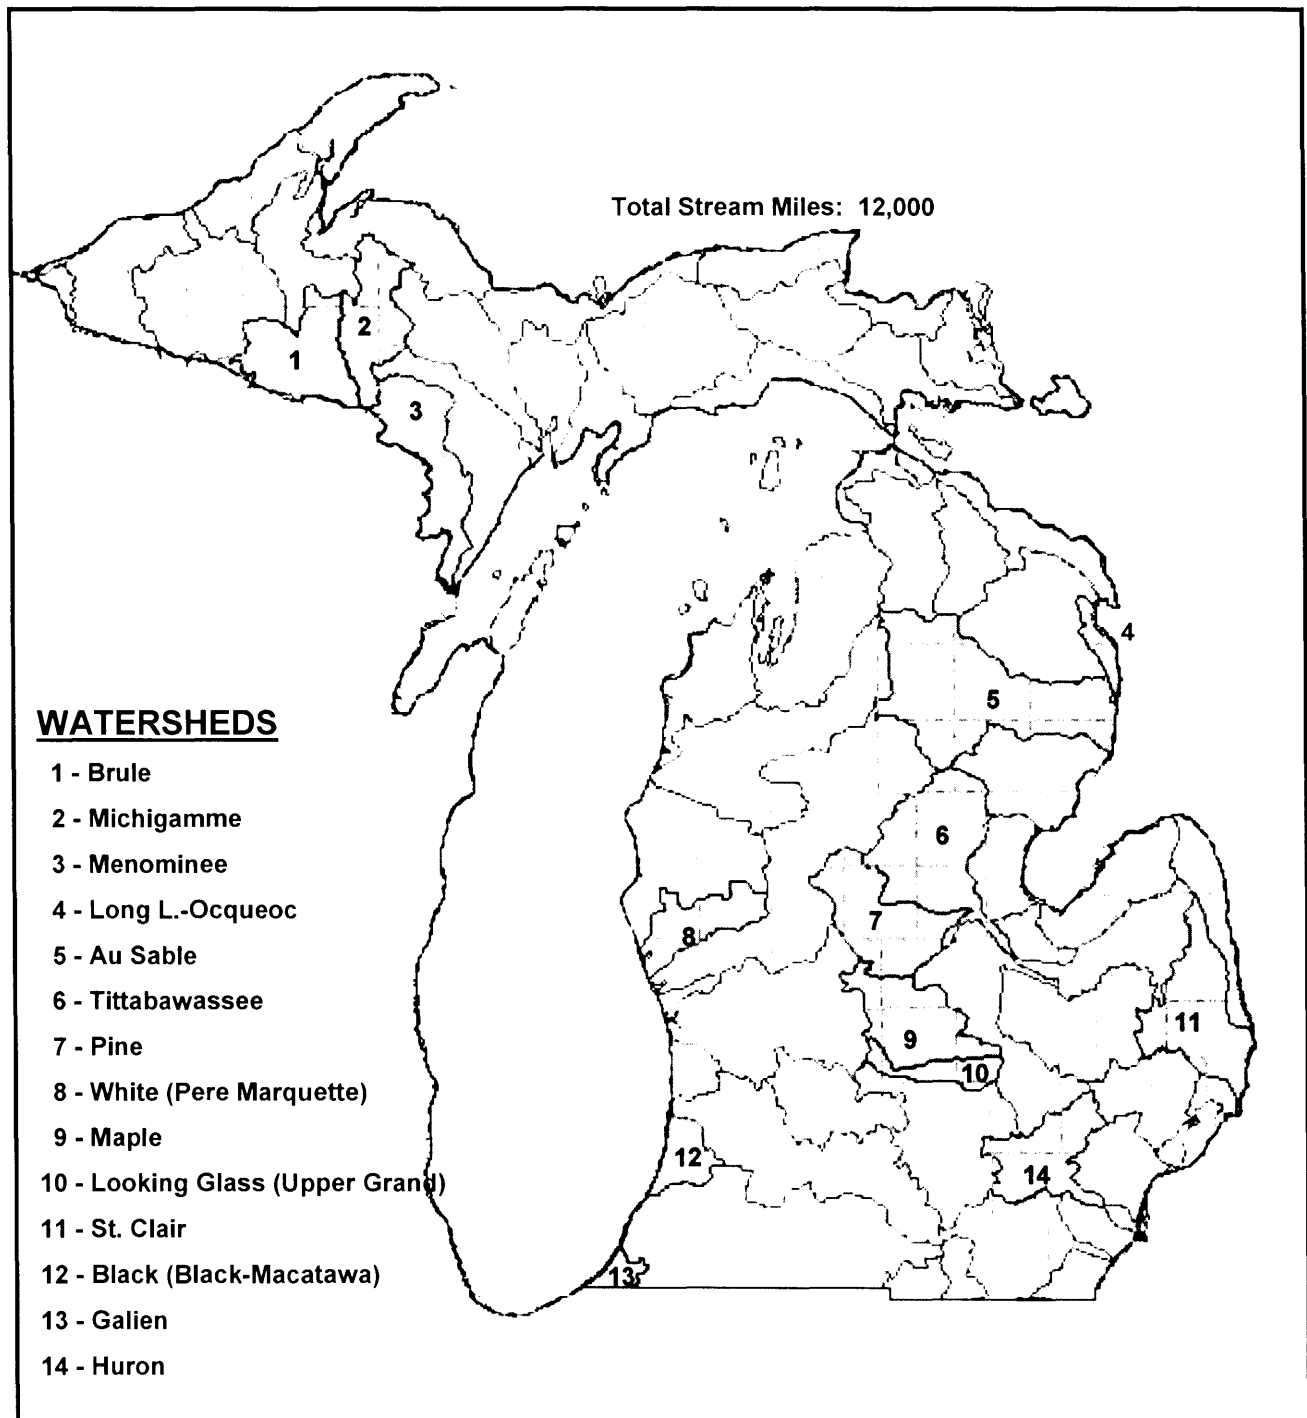 Total Stream Miles: 12,000
1
2
3
4
5
6
7
8
9
10
11
12
13
14
WATERSHEDS
1 - Brule
2 - Michigamme
3 - Menominee
4 - Long L.-Ocqueoc
5 - Au Sable
6 - Tittabawassee
7 - Pine
8 - White (Pere Marquette)
9 - Maple
10 - Looking Glass (Upper Grand)
11 - St. Clair
12 - Black (Black-Macatawa)
13 - Galien
14 - Huron